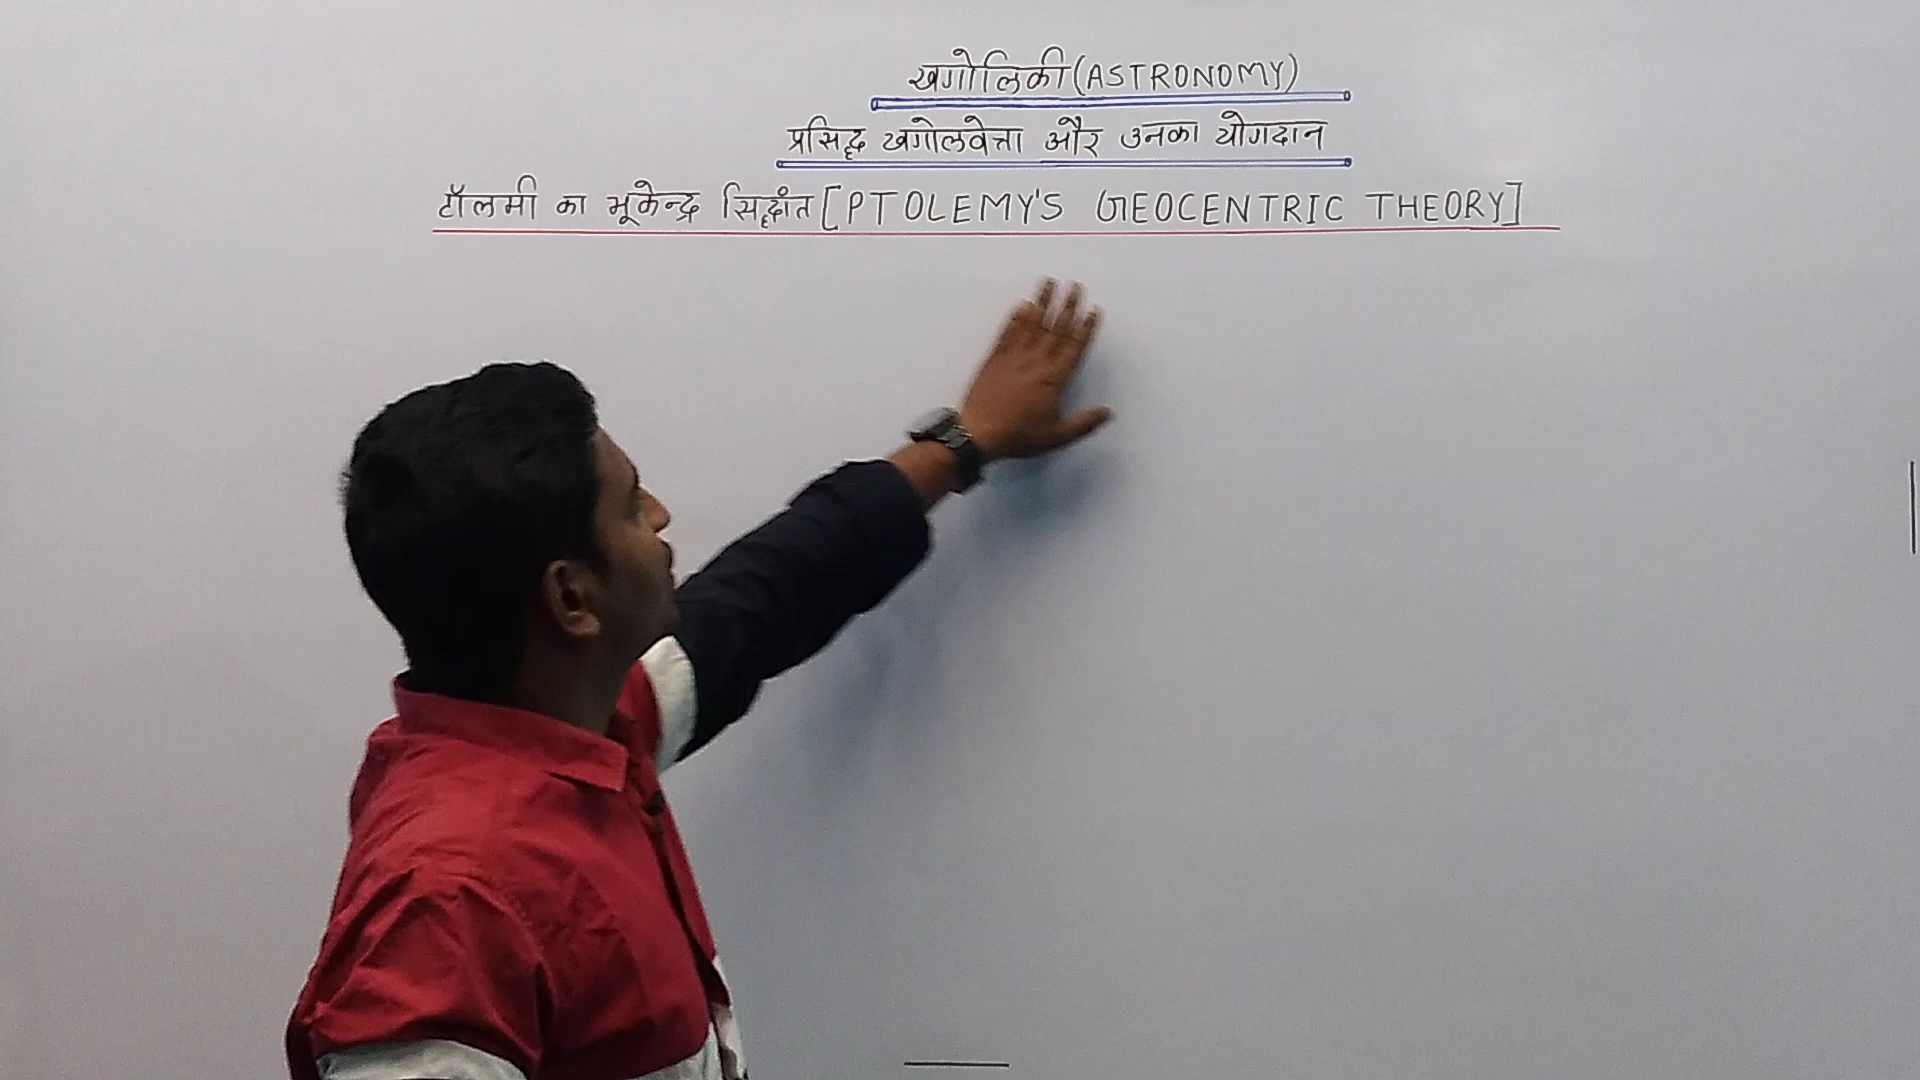 खगोलिकी (ASTRONOMY)
प्रसिद्ध खगोलवेत्ता और उनका योगदान
टॉलमी का भूकेन्द्र सिद्धांत [PTOLEMY'S GEOCENTRIC THEORY]